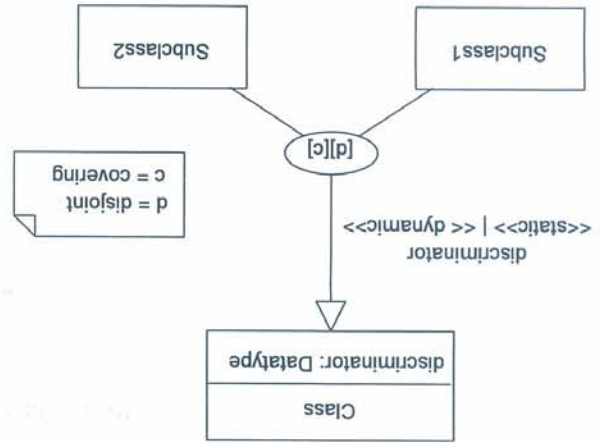 Class
discriminator: Datatype
discriminator
<<static>> | << dynamic>>
d = disjoint
c = covering
[d][c]
Subclass1
Subclass2